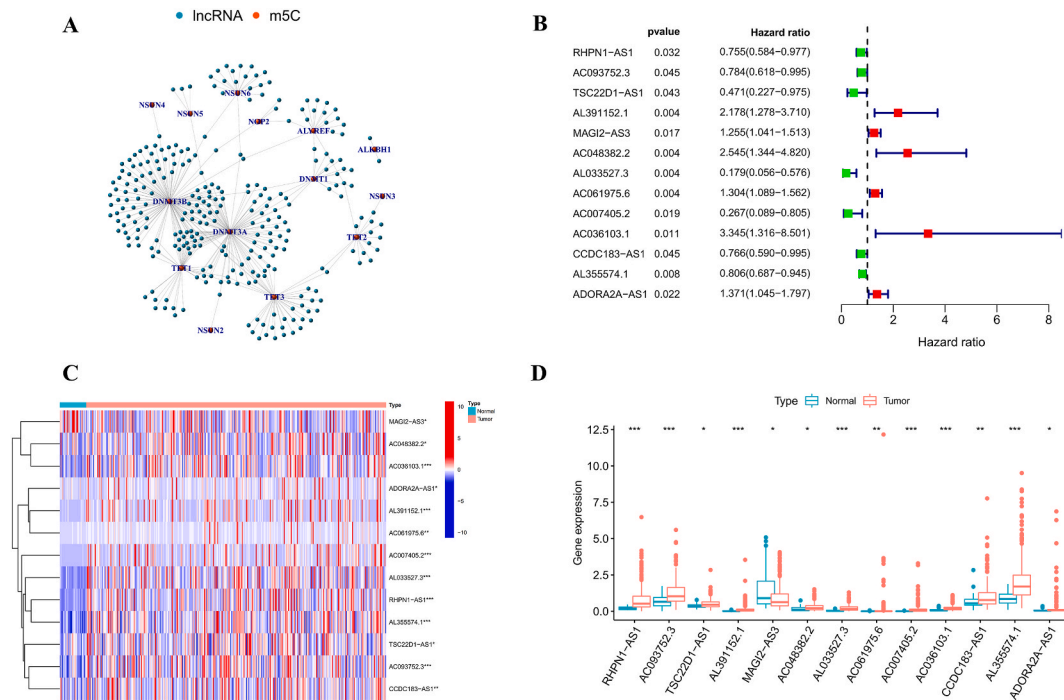 A
lncRNA m5C
NSUN6
NSUN4
NSUN5
NOP2
ALYREF
ALKBH1
DNMT1
NSUN3
DNMT3B
DNMT3A
TET2
TET1
TET3
NSUN2
B
pvalue Hazard ratio
RHPN1−AS1 0.032 0.755(0.584−0.977)
AC093752.3 0.045 0.784(0.618−0.995)
TSC22D1−AS1 0.043 0.471(0.227−0.975)
AL391152.1 0.004 2.178(1.278−3.710)
MAGI2−AS3 0.017 1.255(1.041−1.513)
AC048382.2 0.004 2.545(1.344−4.820)
AL033527.3 0.004 0.179(0.056−0.576)
AC061975.6 0.004 1.304(1.089−1.562)
AC007405.2 0.019 0.267(0.089−0.805)
AC036103.1 0.011 3.345(1.316−8.501)
CCDC183−AS1 0.045 0.766(0.590−0.995)
AL355574.1 0.008 0.806(0.687−0.945)
ADORA2A−AS1 0.022 1.371(1.045−1.797)
0 2 4 6 8
Hazard ratio
C
Type
MAGI2−AS3*
AC048382.2*
AC036103.1***
ADORA2A−AS1*
AL391152.1***
AC061975.6**
AC007405.2***
AL033527.3***
RHPN1−AS1***
AL355574.1***
TSC22D1−AS1*
AC093752.3***
CCDC183−AS1**
10
5
0
−5
−10
Type
Normal
Tumor
D
Type Normal Tumor
*** *** * *** * * *** ** *** *** ** *** *
12.5
10.0
7.5
5.0
2.5
0.0
Gene expression
RHPN1−AS1
AC093752.3
TSC22D1−AS1
AL391152.1
MAGI2−AS3
AC048382.2
AL033527.3
AC061975.6
AC007405.2
AC036103.1
CCDC183−AS1
AL355574.1
ADORA2A−AS1